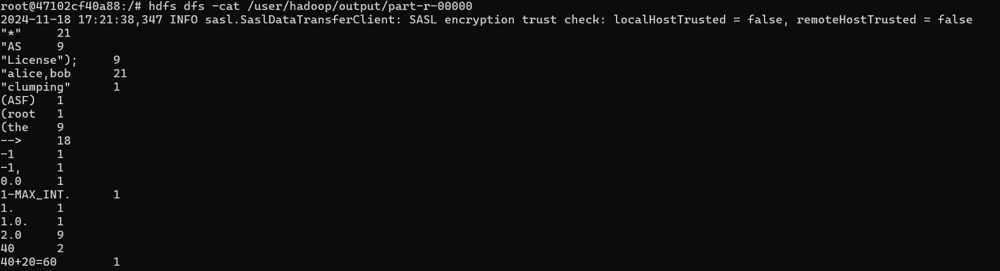 root@47102cf40a88:/# hdfs dfs -cat /user/hadoop/output/part-r-00000
2024-11-18 17:21:38,347 INFO sasl.SaslDataTransferClient: SASL encryption trust check: localHostTrusted = false, remoteHostTrusted = false
"*"     21
"AS     9
"License");     9
"alice,bob      21
"clumping"      1
(ASF)   1
(root   1
(the    9
-->     18
-1      1
-1,     1
0.0     1
1-MAX_INT.      1
1.      1
1.0.    1
2.0     9
40      2
40+20=60        1